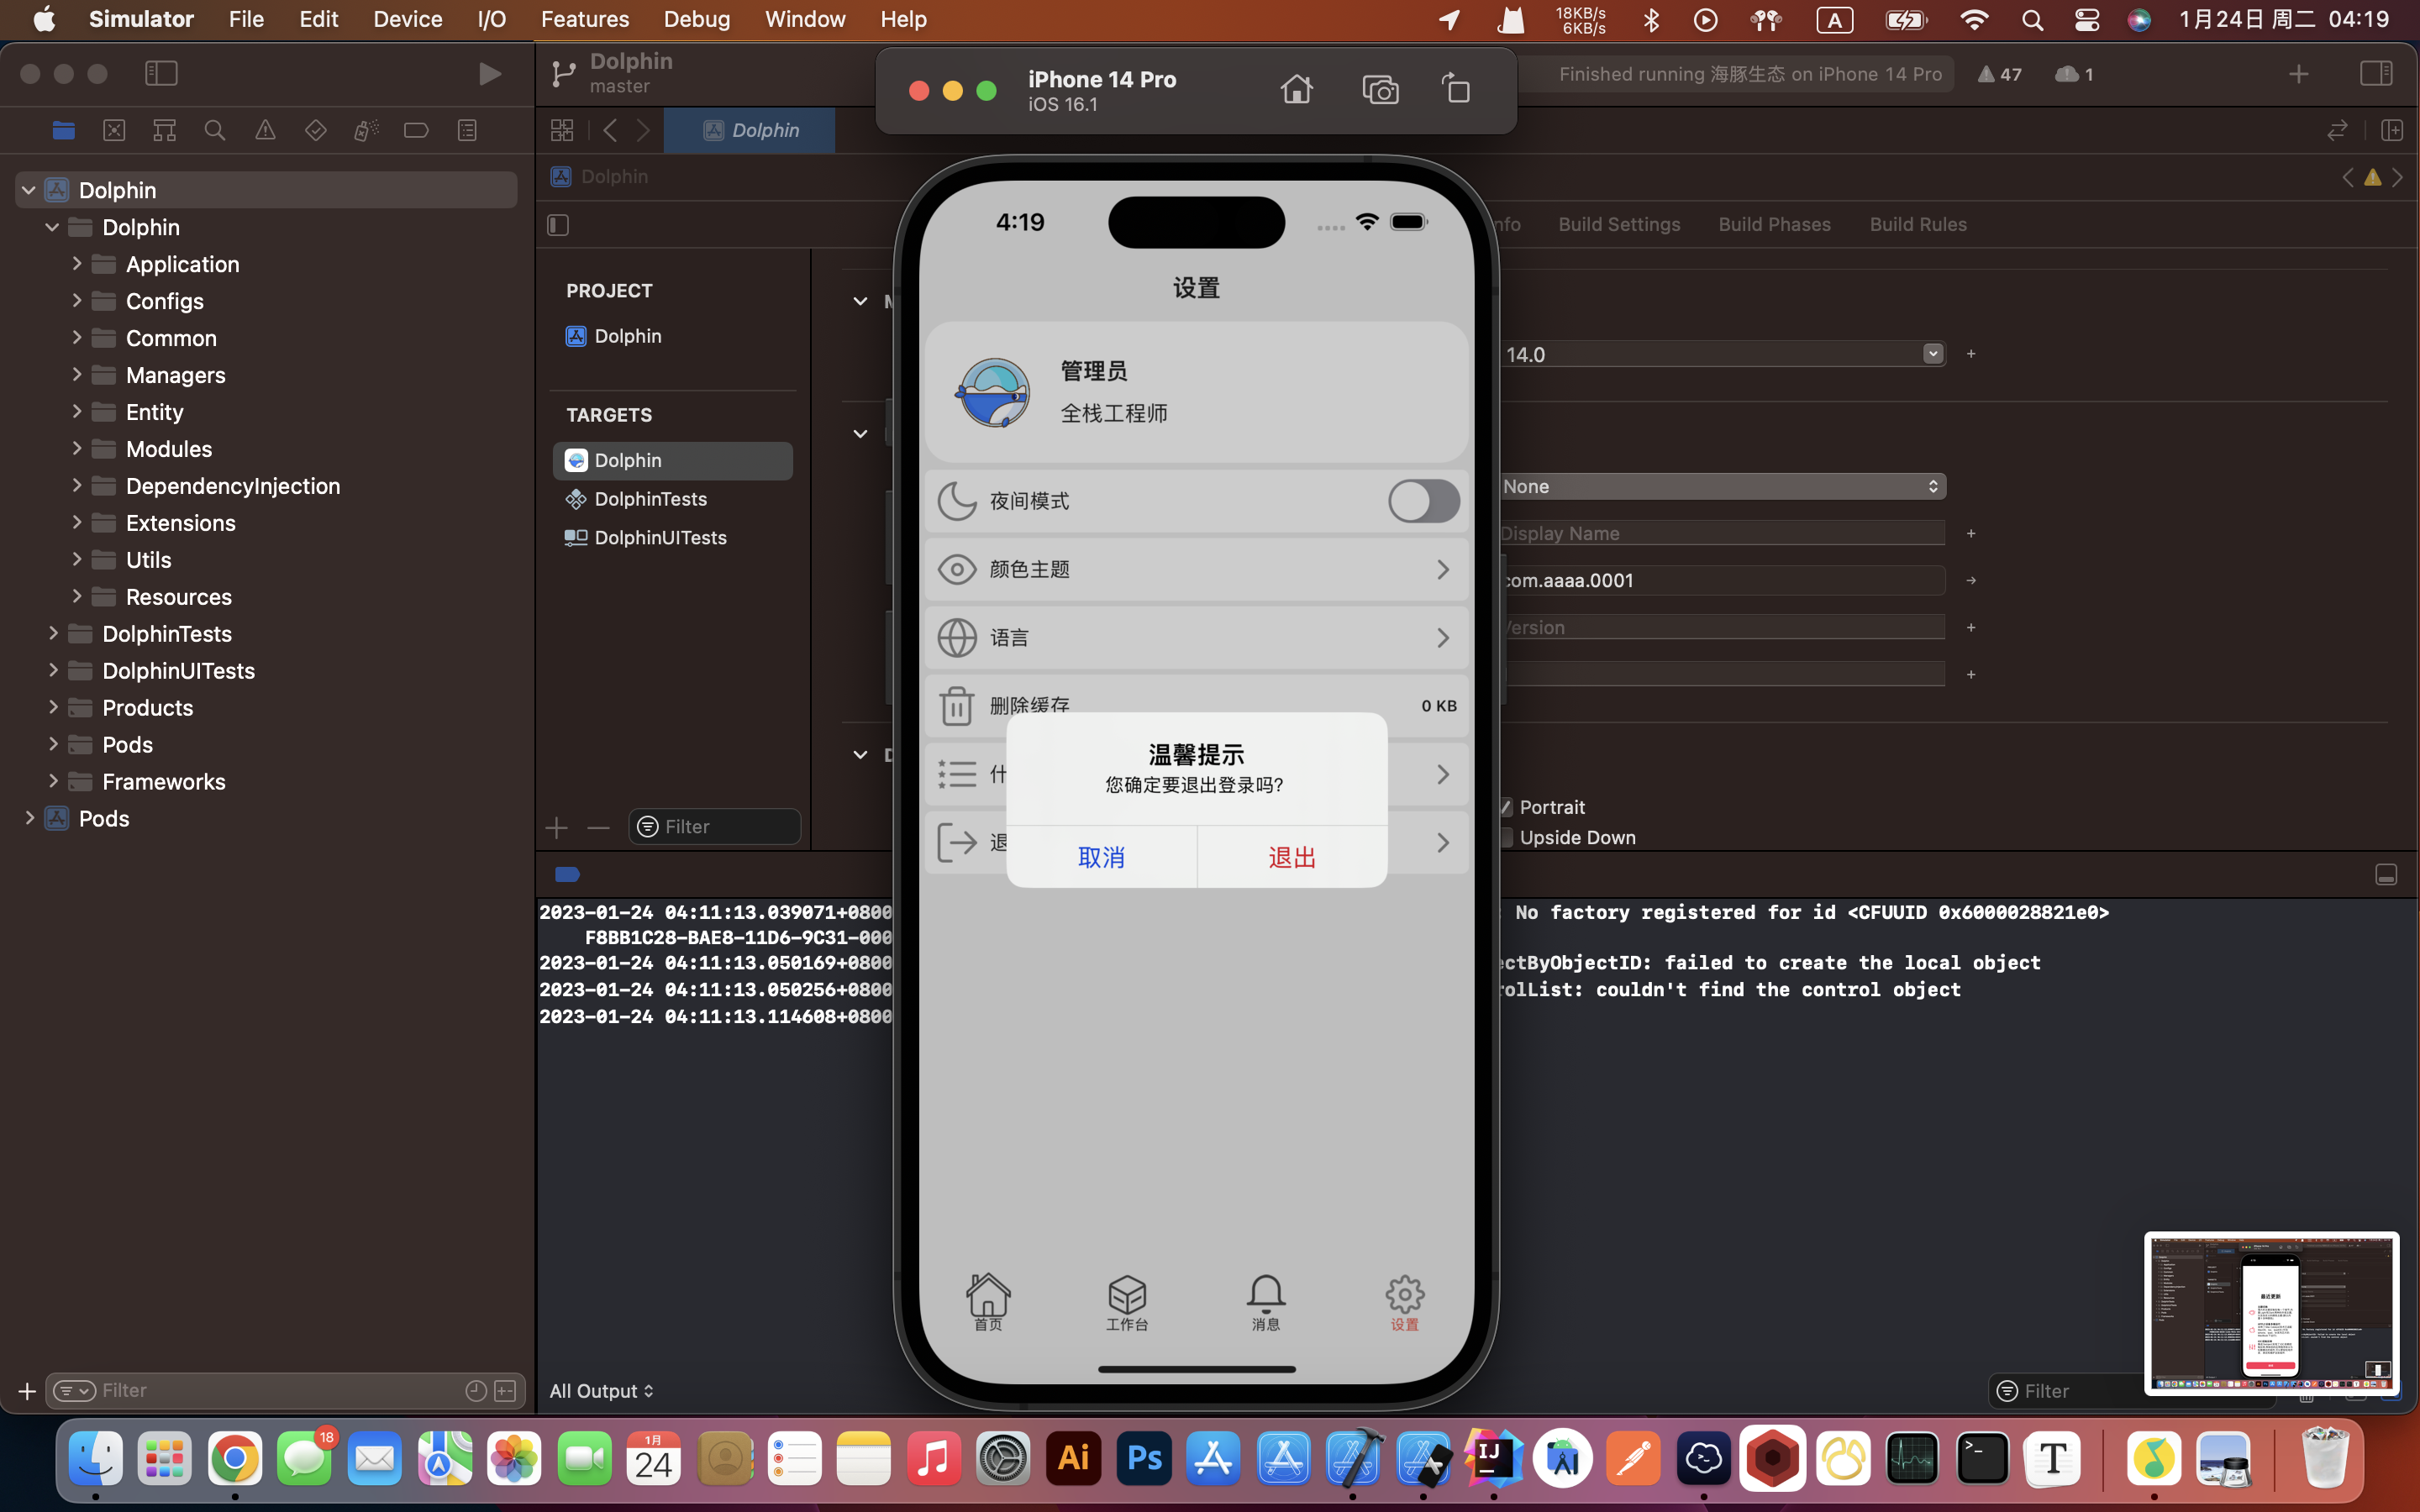 Simulator File Edit Device I/O Features Debug Window Help
18KB/s
6KB/s
A
1月24日 周二 04:19
Dolphin
master
iPhone 14 Pro
iOS 16.1
Finished running 海豚生态 on iPhone 14 Pro
47
1
Dolphin
Dolphin
Dolphin
Dolphin
Application
Configs
Common
Managers
Entity
Modules
DependencyInjection
Extensions
Utils
Resources
DolphinTests
DolphinUITests
Products
Pods
Frameworks
Pods
Filter
PROJECT
Dolphin
TARGETS
Dolphin
DolphinTests
DolphinUITests
Filter
nfo Build Settings Build Phases Build Rules
14.0
None
Display Name
com.aaaa.0001
Version
Portrait
Upside Down
4:19
设置
管理员
全栈工程师
夜间模式
颜色主题
语言
删除缓存
0 KB
什
退
温馨提示
您确定要退出登录吗?
取消 退出
首页 工作台 消息 设置
2023-01-24 04:11:13.039071+0800 : No factory registered for id <CFUUID 0x6000028821e0>
F8BB1C28-BAE8-11D6-9C31-000
2023-01-24 04:11:13.050169+0800 ectByObjectID: failed to create the local object
2023-01-24 04:11:13.050256+0800 rolList: couldn't find the control object
2023-01-24 04:11:13.114608+0800
All Output
Filter
最近更新
18
1月
24
Ai
Ps
IJ
T